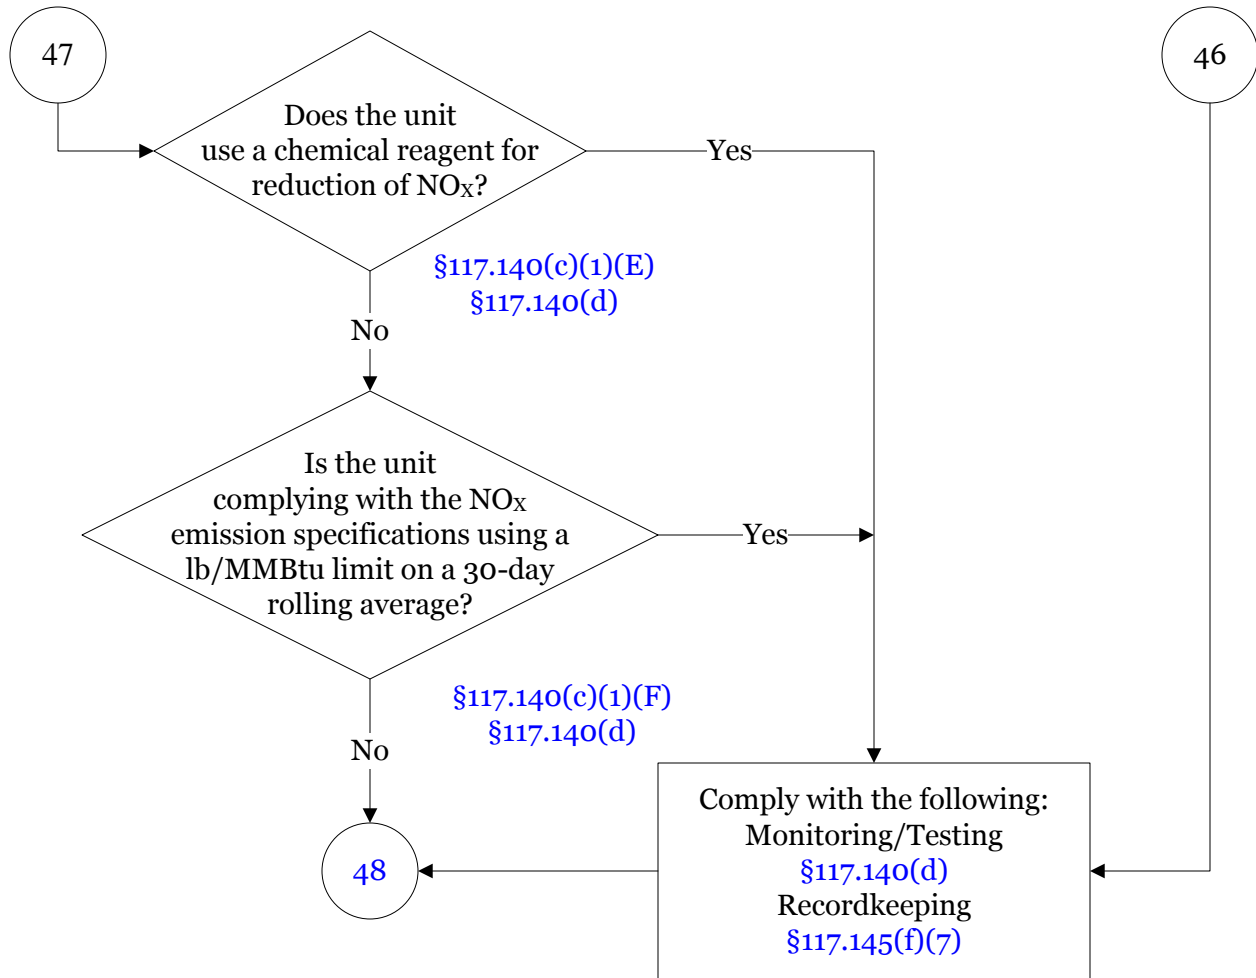 47
46
Does the unit
use a chemical reagent for
reduction of NOX?
Yes
§117.140(c)(1)(E)
§117.140(d)
No
Is the unit
complying with the NOX
emission specifications using a
lb/MMBtu limit on a 30-day
rolling average?
Yes
§117.140(c)(1)(F)
§117.140(d)
No
Comply with the following:
Monitoring/Testing
§117.140(d)
Recordkeeping
§117.145(f)(7)
48